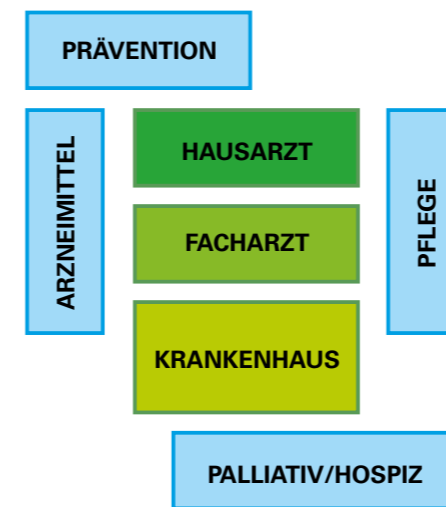 PRÄVENTION
ARZNEIMITTEL
HAUSARZT
FACHARZT
KRANKENHAUS
PFLEGE
PALLIATIV/HOSPIZ